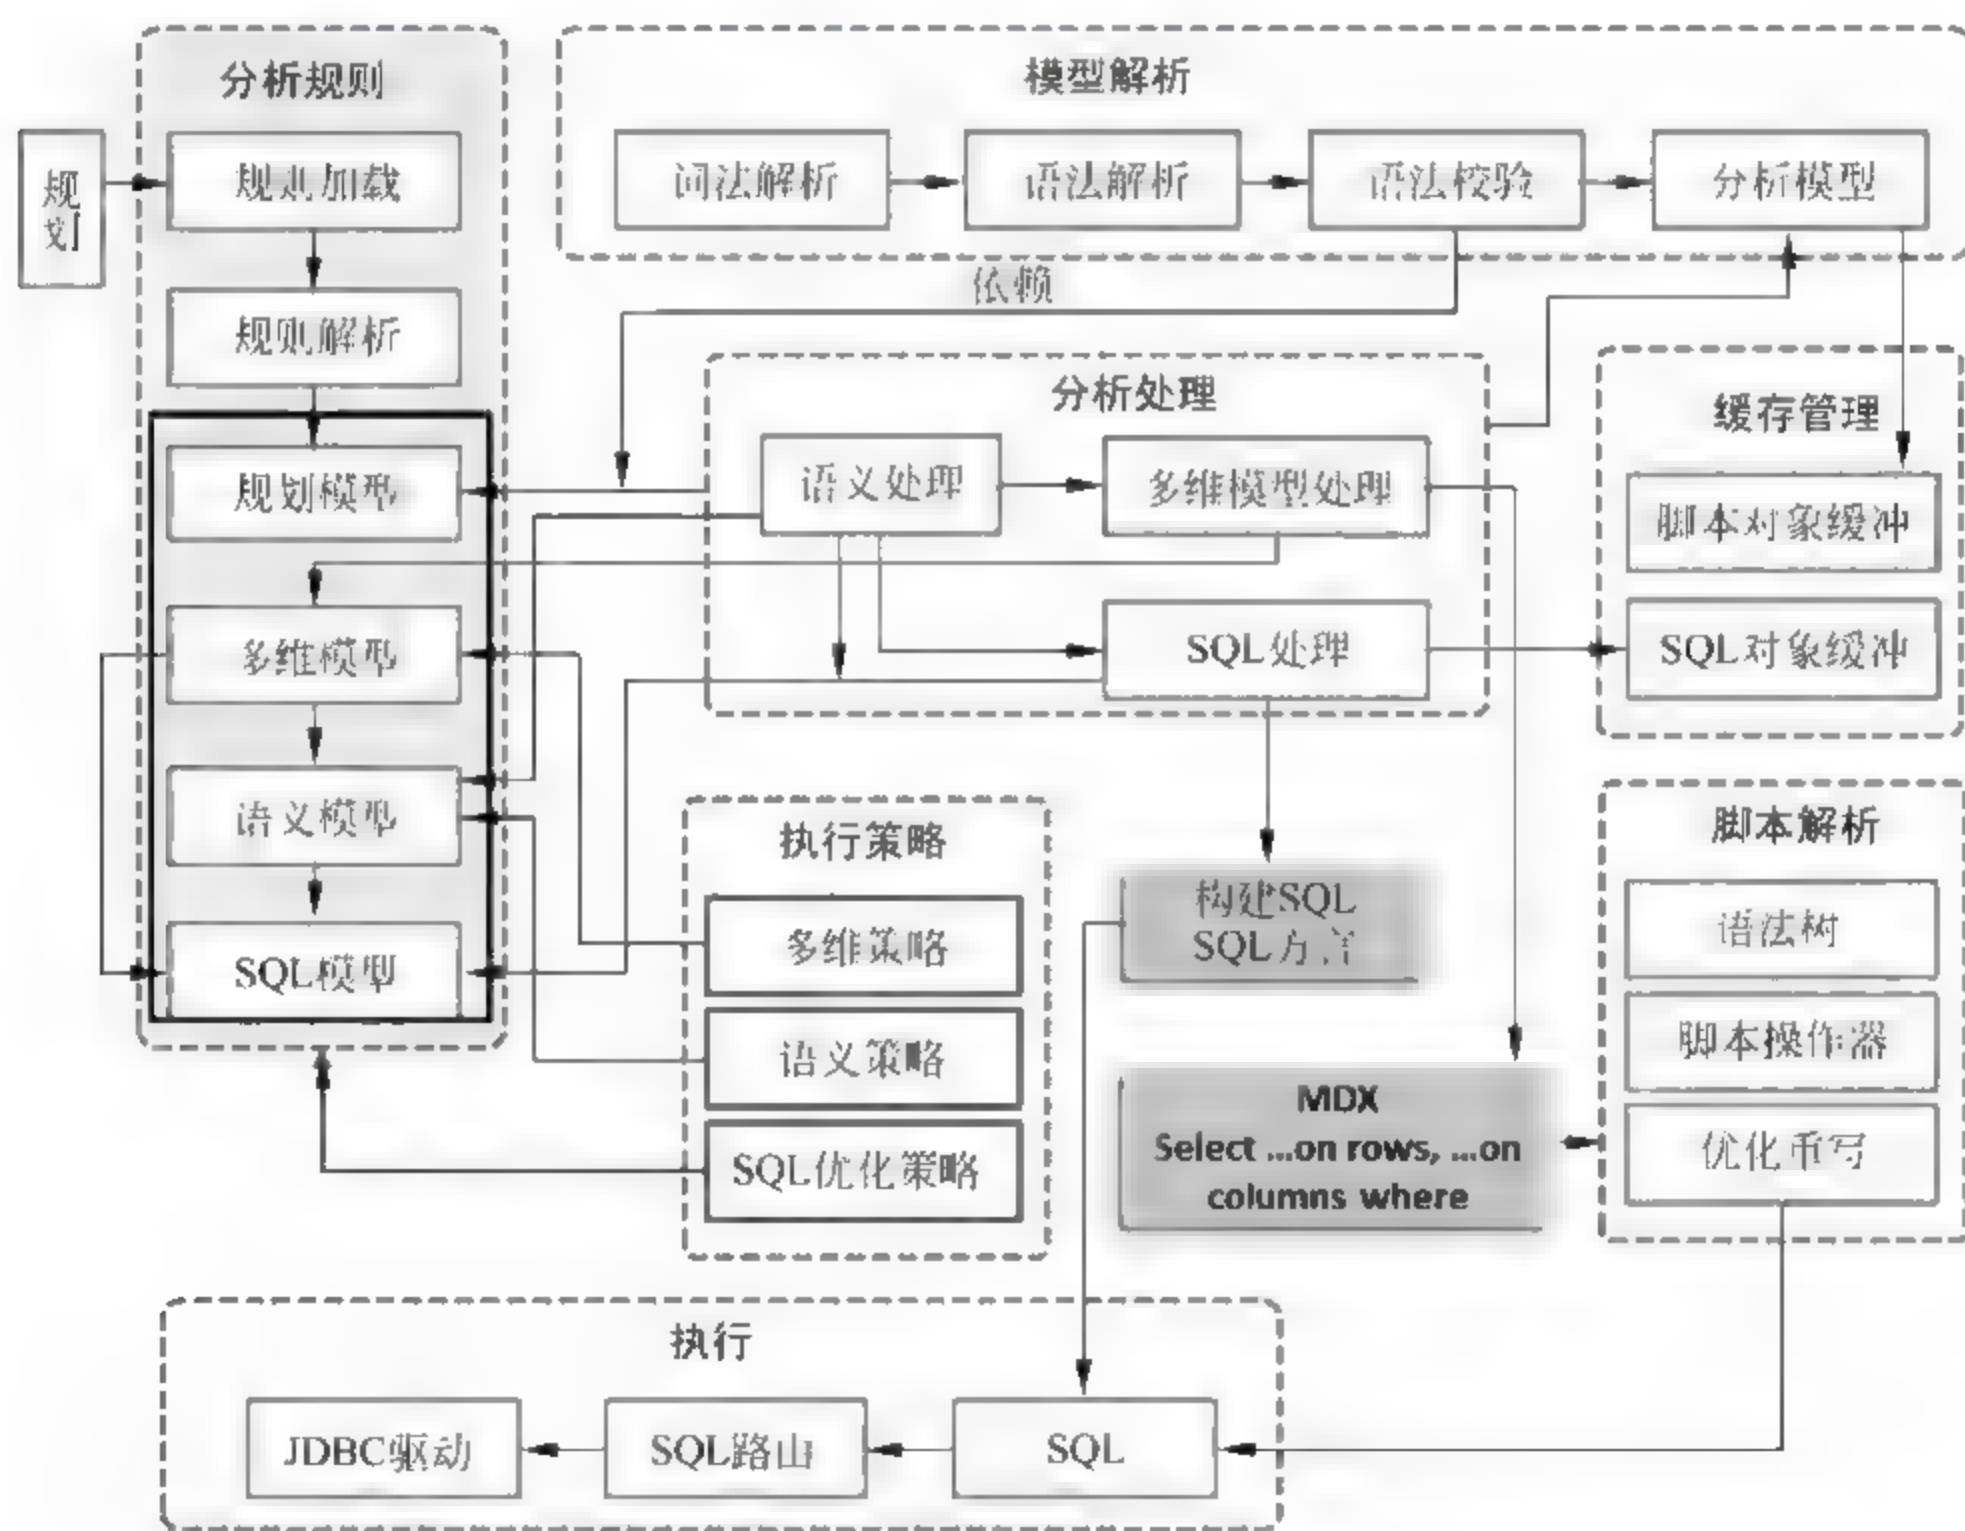 分析规则
规划
规则加载
规则解析
规划模型
多维模型
语义模型
SQL模型
模型解析
词法解析
语法解析
语法校验
分析模型
依赖
分析处理
语义处理
多维模型处理
SQL处理
缓存管理
脚本对象缓冲
SQL对象缓冲
执行策略
多维策略
语义策略
SQL优化策略
构建SQL
SQL方言
MDX
Select ...on rows, ...on
columns where
脚本解析
语法树
脚本操作器
优化重写
执行
JDBC驱动
SQL路由
SQL